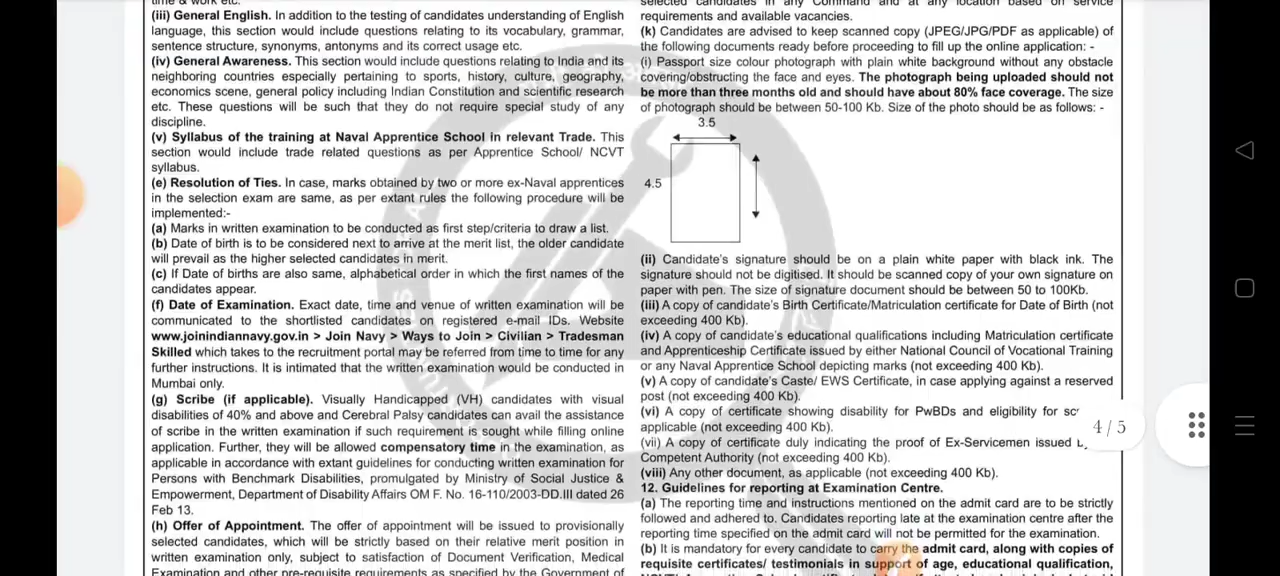 time & work etc.
(iii) General English. In addition to the testing of candidates understanding of English
language, this section would include questions relating to its vocabulary, grammar,
sentence structure, synonyms, antonyms and its correct usage etc.
(iv) General Awareness. This section would include questions relating to India and its
neighboring countries especially pertaining to sports, history, culture, geography,
economics scene, general policy including Indian Constitution and scientific research
etc. These questions will be such that they do not require special study of any
discipline.
(v) Syllabus of the training at Naval Apprentice School in relevant Trade. This
section would include trade related questions as per Apprentice School/ NCVT
syllabus.
(e) Resolution of Ties. In case, marks obtained by two or more ex-Naval apprentices
in the selection exam are same, as per extant rules the following procedure will be
implemented:-
(a) Marks in written examination to be conducted as first step/criteria to draw a list.
(b) Date of birth is to be considered next to arrive at the merit list, the older candidate
will prevail as the higher selected candidates in merit.
(c) If Date of births are also same, alphabetical order in which the first names of the
candidates appear.
(f) Date of Examination. Exact date, time and venue of written examination will be
communicated to the shortlisted candidates on registered e-mail IDs. Website
www.joinindiannavy.gov.in > Join Navy > Ways to Join > Civilian > Tradesman
Skilled which takes to the recruitment portal may be referred from time to time for any
further instructions. It is intimated that the written examination would be conducted in
Mumbai only.
(g) Scribe (if applicable). Visually Handicapped (VH) candidates with visual
disabilities of 40% and above and Cerebral Palsy candidates can avail the assistance
of scribe in the written examination if such requirement is sought while filling online
application. Further, they will be allowed compensatory time in the examination, as
applicable in accordance with extant guidelines for conducting written examination for
Persons with Benchmark Disabilities, promulgated by Ministry of Social Justice &
Empowerment, Department of Disability Affairs OM F. No. 16-110/2003-DD.III dated 26
Feb 13.
(h) Offer of Appointment. The offer of appointment will be issued to provisionally
selected candidates, which will be strictly based on their relative merit position in
written examination only, subject to satisfaction of Document Verification, Medical
Examination and other pre-requisite requirements as specified by the Government of
selected candidates in any Command and at any location based on service
requirements and available vacancies.
(k) Candidates are advised to keep scanned copy (JPEG/JPG/PDF as applicable) of
the following documents ready before proceeding to fill up the online application: -
(i) Passport size colour photograph with plain white background without any obstacle
covering/obstructing the face and eyes. The photograph being uploaded should not
be more than three months old and should have about 80% face coverage. The size
of photograph should be between 50-100 Kb. Size of the photo should be as follows: -
3.5
4.5
(ii) Candidate's signature should be on a plain white paper with black ink. The
signature should not be digitised. It should be scanned copy of your own signature on
paper with pen. The size of signature document should be between 50 to 100Kb.
(iii) A copy of candidate's Birth Certificate/Matriculation certificate for Date of Birth (not
exceeding 400 Kb).
(iv) A copy of candidate's educational qualifications including Matriculation certificate
and Apprenticeship Certificate issued by either National Council of Vocational Training
or any Naval Apprentice School depicting marks (not exceeding 400 Kb).
(v) A copy of candidate's Caste/ EWS Certificate, in case applying against a reserved
post (not exceeding 400 Kb).
(vi) A copy of certificate showing disability for PwBDs and eligibility for
applicable (not exceeding 400 Kb).
(vii) A copy of certificate duly indicating the proof of Ex-Servicemen issued
Competent Authority (not exceeding 400 Kb).
(viii) Any other document, as applicable (not exceeding 400 Kb).
12. Guidelines for reporting at Examination Centre.
(a) The reporting time and instructions mentioned on the admit card are to be strictly
followed and adhered to. Candidates reporting late at the examination centre after the
reporting time specified on the admit card will not be permitted for the examination.
(b) It is mandatory for every candidate to carry the admit card, along with copies of
requisite certificates/ testimonials in support of age, educational qualification,
4 / 5